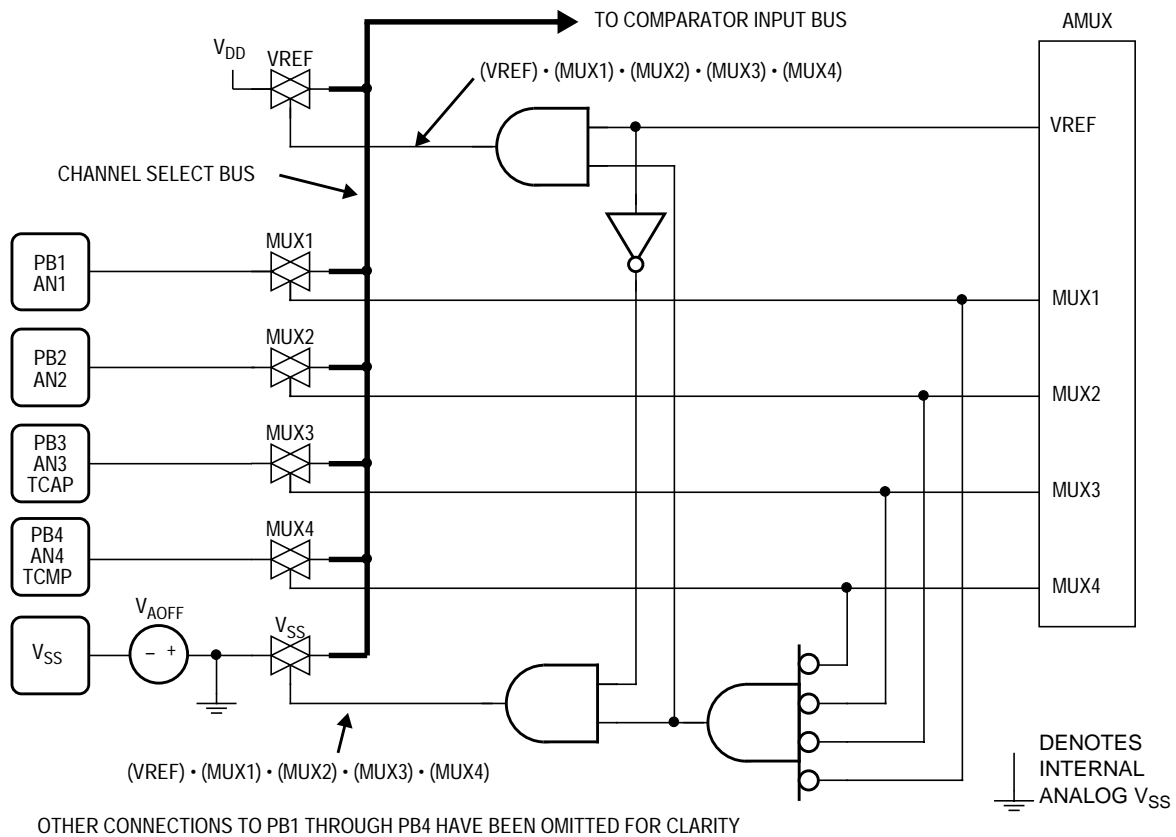 TO COMPARATOR INPUT BUS
AMUX
VDD
VREF
(VREF) • (MUX1) • (MUX2) • (MUX3) • (MUX4)
VREF
CHANNEL SELECT BUS
MUX1
PB1
AN1
MUX1
MUX2
PB2
AN2
MUX2
MUX3
PB3
AN3
TCAP
MUX3
MUX4
PB4
AN4
TCMP
MUX4
VAOFF
VSS
– +
VSS
(VREF) • (MUX1) • (MUX2) • (MUX3) • (MUX4)
DENOTES
INTERNAL
ANALOG VSS
OTHER CONNECTIONS TO PB1 THROUGH PB4 HAVE BEEN OMITTED FOR CLARITY